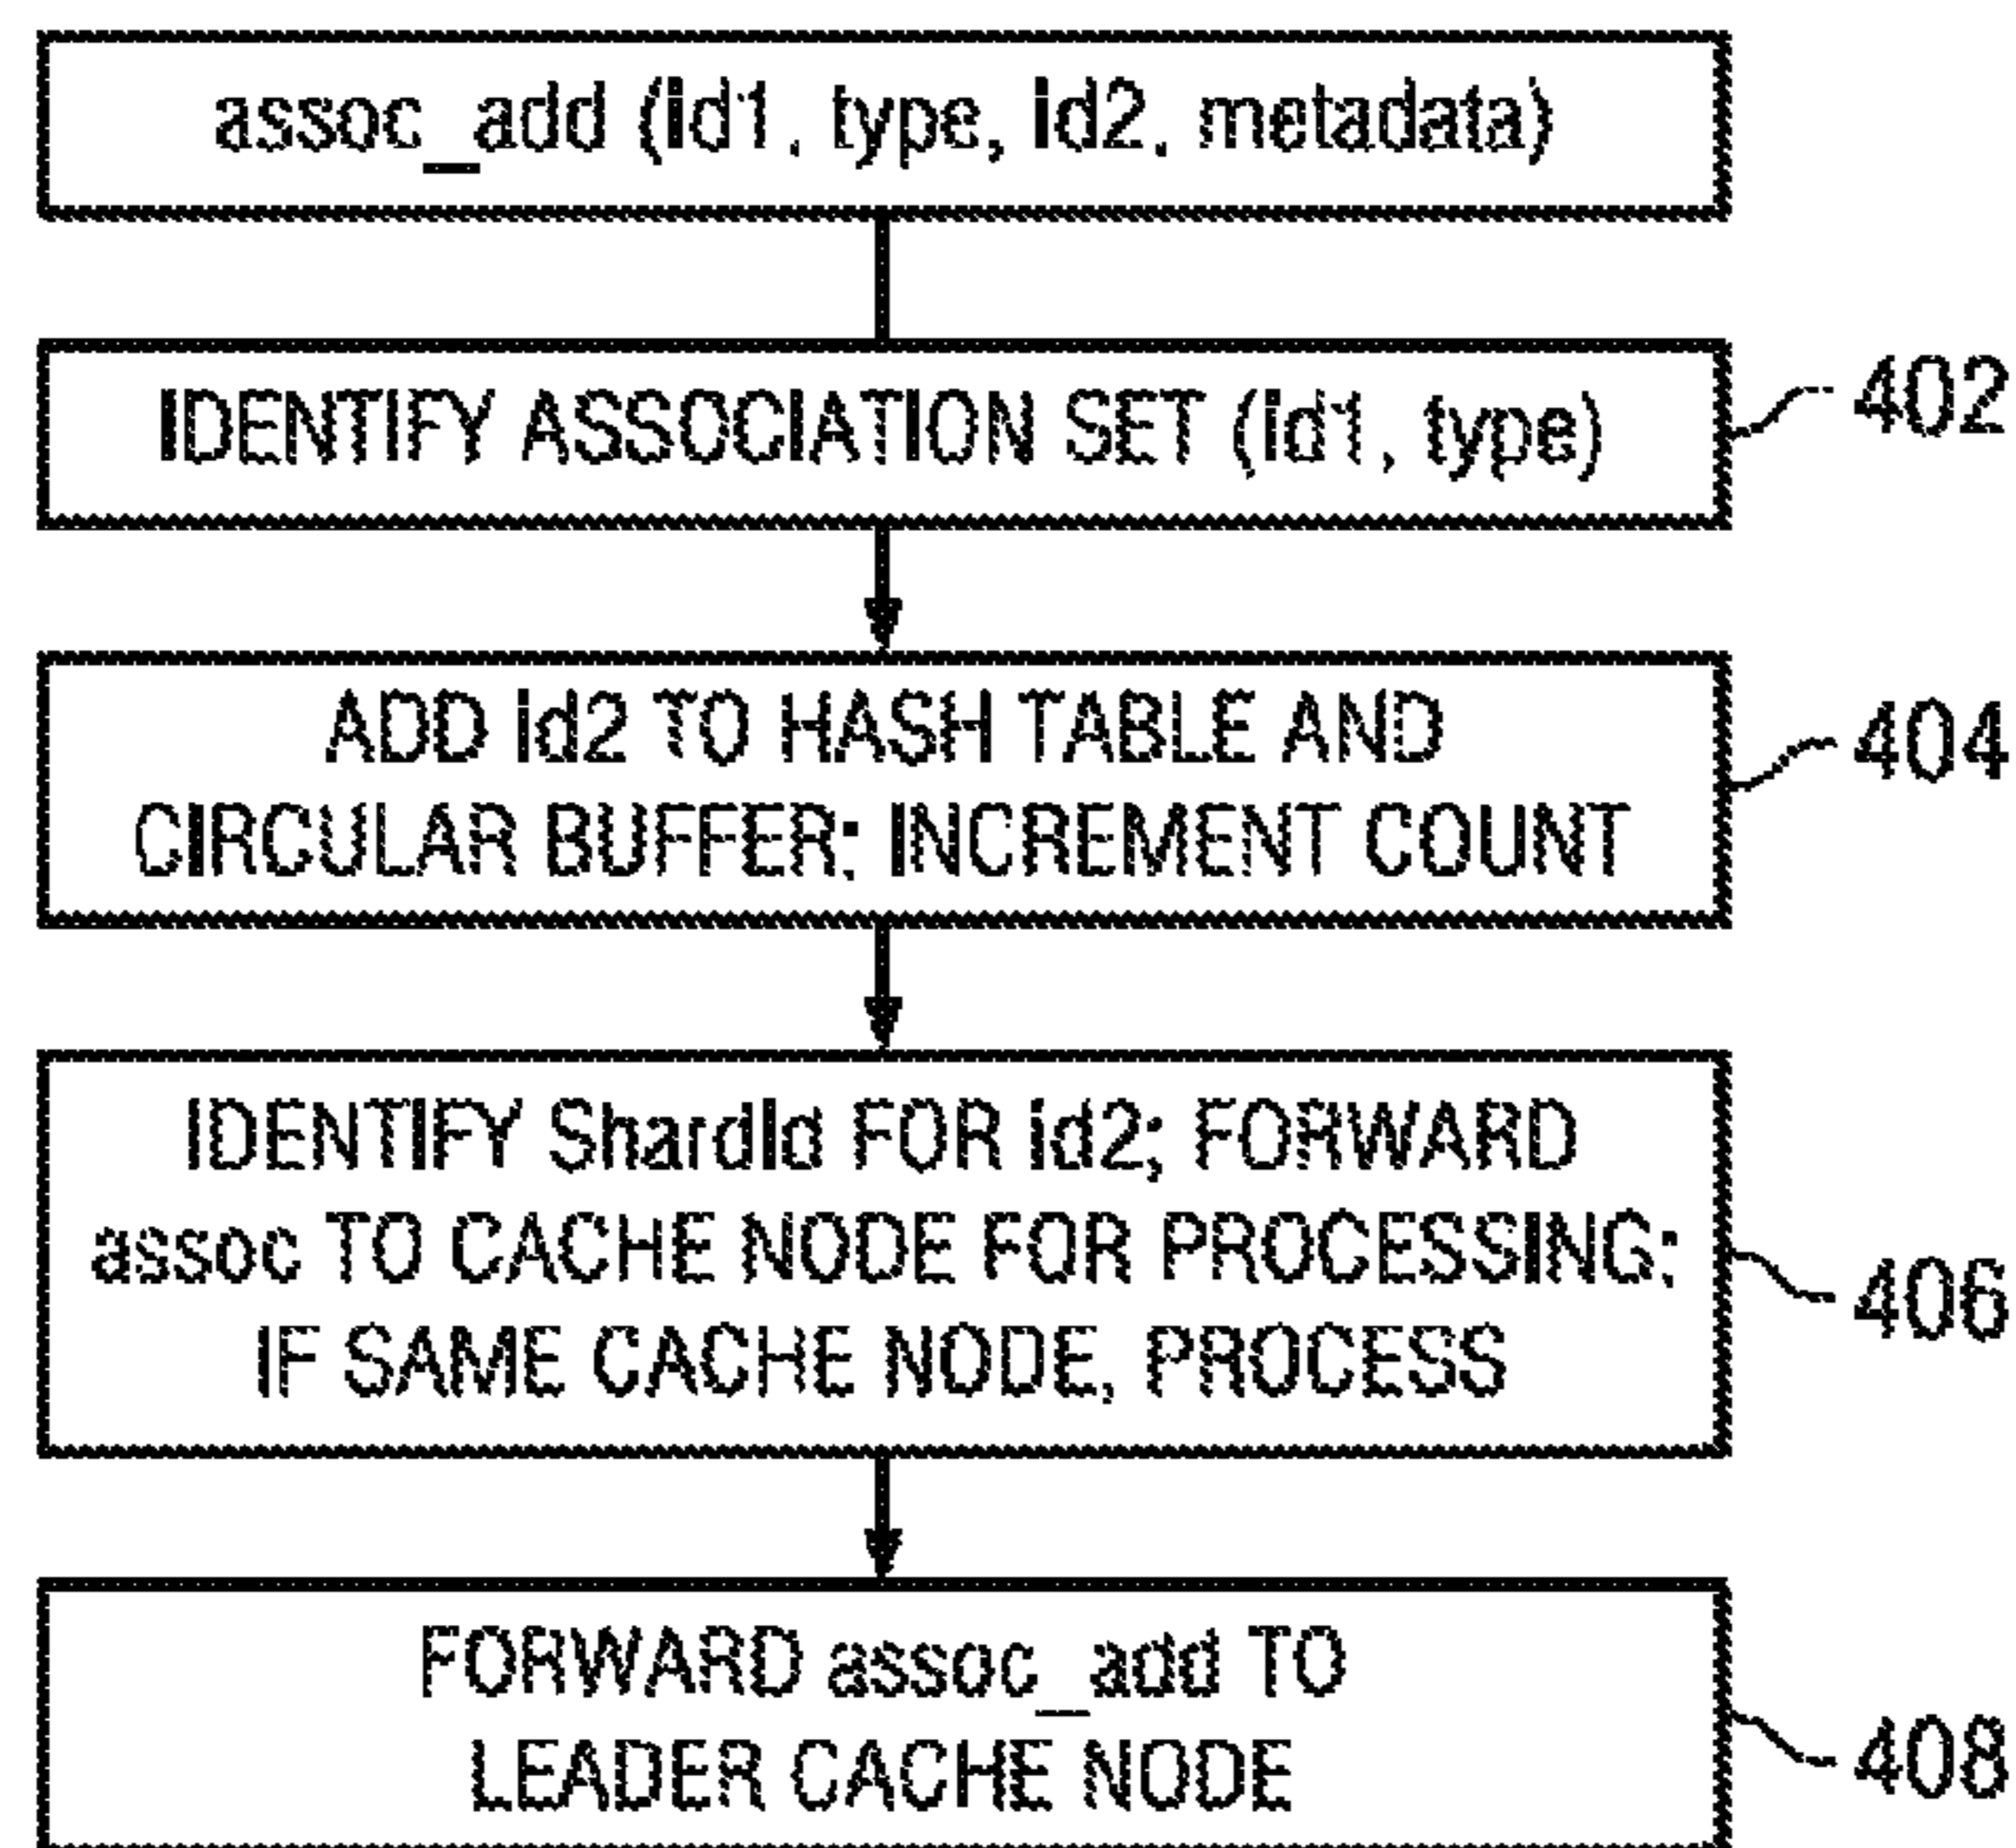 assoc_add (id1, type, id2, metadata)
IDENTIFY ASSOCIATION SET (id1, type)
402
ADD id2 TO HASH TABLE AND
CIRCULAR BUFFER; INCREMENT COUNT
404
IDENTIFY ShardId FOR id2; FORWARD
assoc TO CACHE NODE FOR PROCESSING;
IF SAME CACHE NODE, PROCESS
406
FORWARD assoc_add TO
LEADER CACHE NODE
408